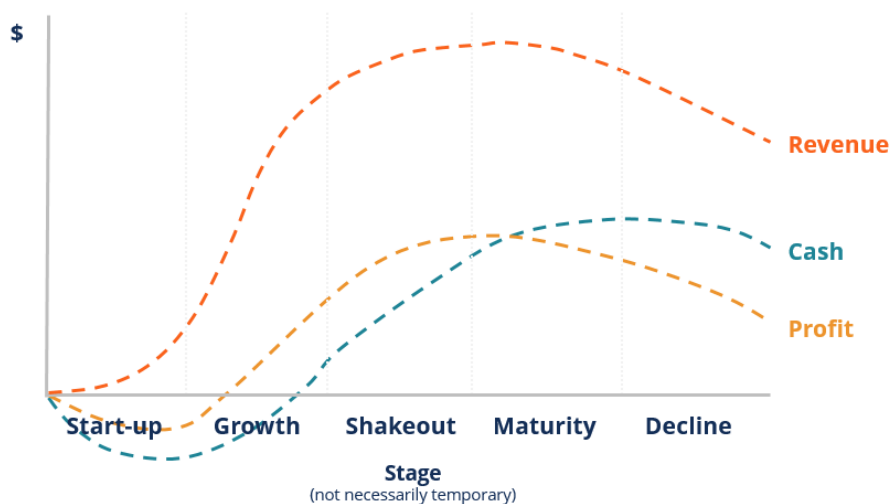 $
Revenue
Cash
Profit
Start-up Growth Shakeout Maturity Decline
Stage
(not necessarily temporary)